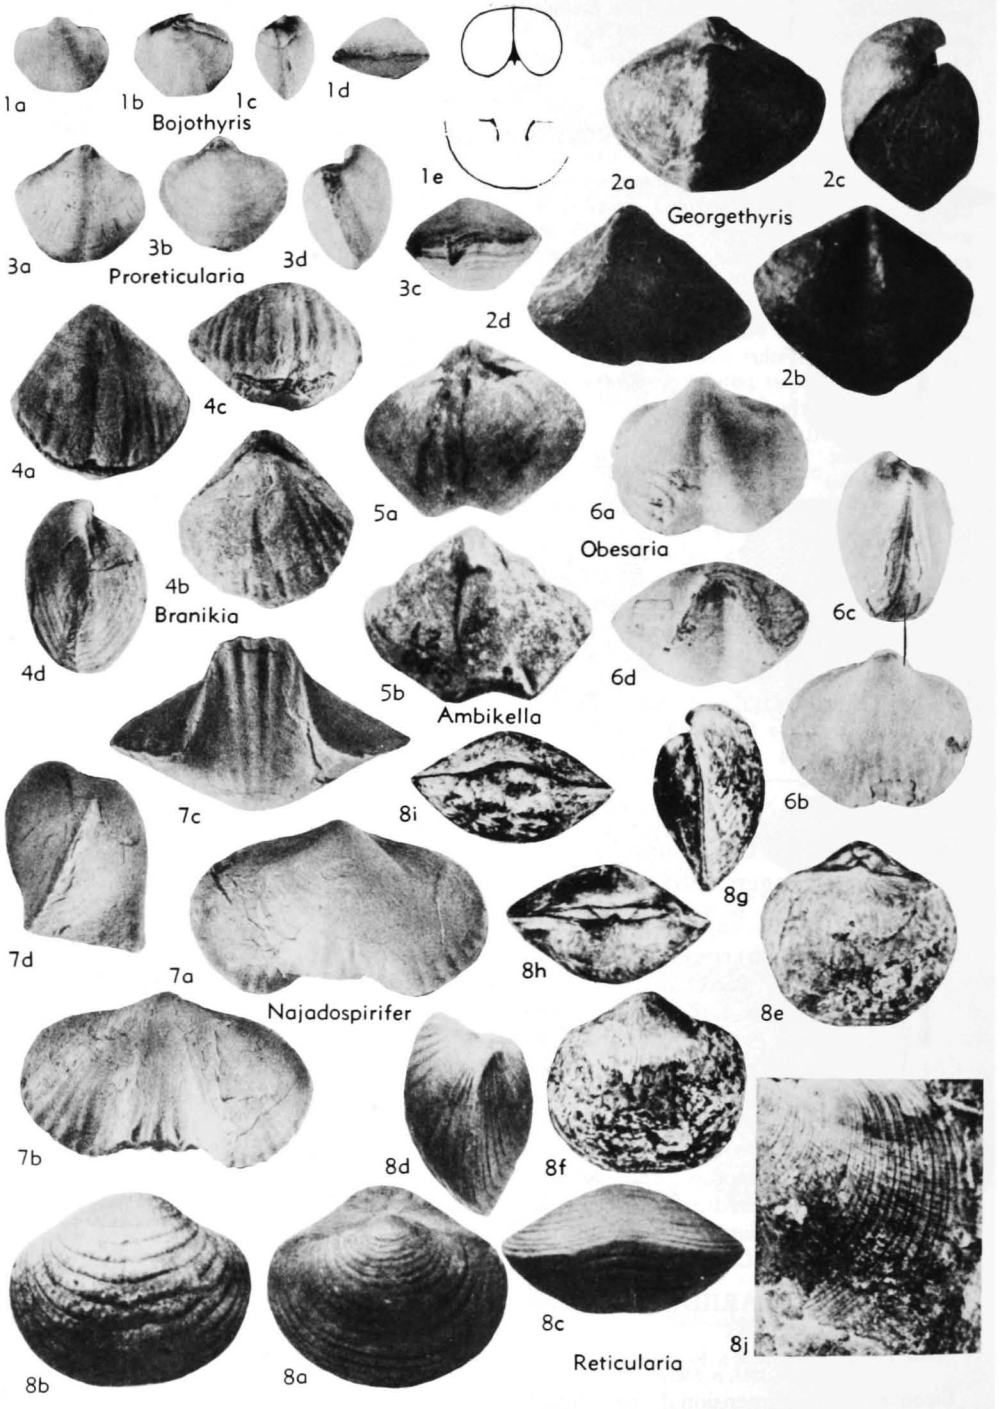 1a
1b
1c
1d
Bojothyris
1e
2a
2c
Georgethyris
3a
3b
3d
Proreticularia
3c
2d
2b
4a
4c
5a
6a
Obesaria
6c
4b
Branikia
4d
5b
Ambikella
6d
6b
7c
8i
8g
7d
7a
8h
8e
Najadospirifer
7b
8d
8f
8b
8a
8c
Reticularia
8j